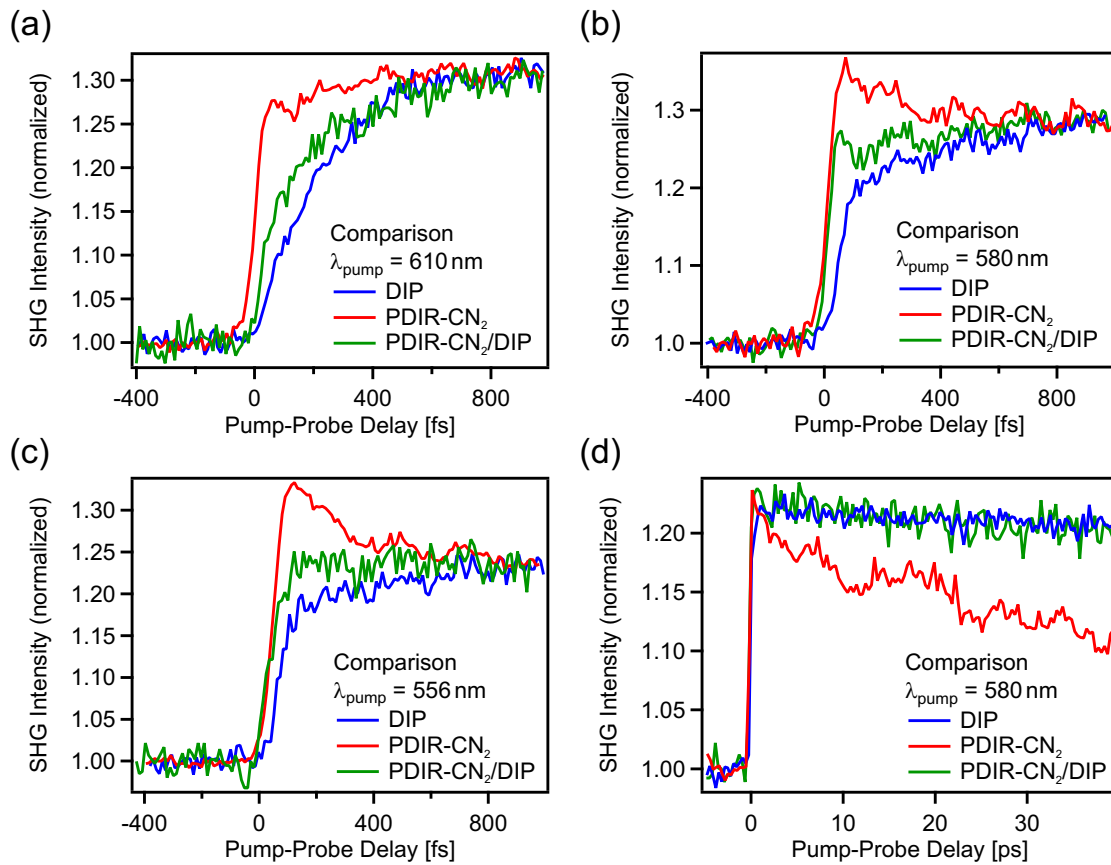 (a)
SHG Intensity (normalized)
1.30
1.25
1.20
1.15
1.10
1.05
1.00
Comparison
λpump = 610 nm
DIP
PDIR-CN₂
PDIR-CN₂/DIP
-400
0
400
800
Pump-Probe Delay [fs]
(b)
SHG Intensity (normalized)
1.3
1.2
1.1
1.0
Comparison
λpump = 580 nm
DIP
PDIR-CN₂
PDIR-CN₂/DIP
-400
0
400
800
Pump-Probe Delay [fs]
(c)
SHG Intensity (normalized)
1.30
1.25
1.20
1.15
1.10
1.05
1.00
Comparison
λpump = 556 nm
DIP
PDIR-CN₂
PDIR-CN₂/DIP
-400
0
400
800
Pump-Probe Delay [fs]
(d)
SHG Intensity (normalized)
1.20
1.15
1.10
1.05
1.00
Comparison
λpump = 580 nm
DIP
PDIR-CN₂
PDIR-CN₂/DIP
0
10
20
30
Pump-Probe Delay [ps]